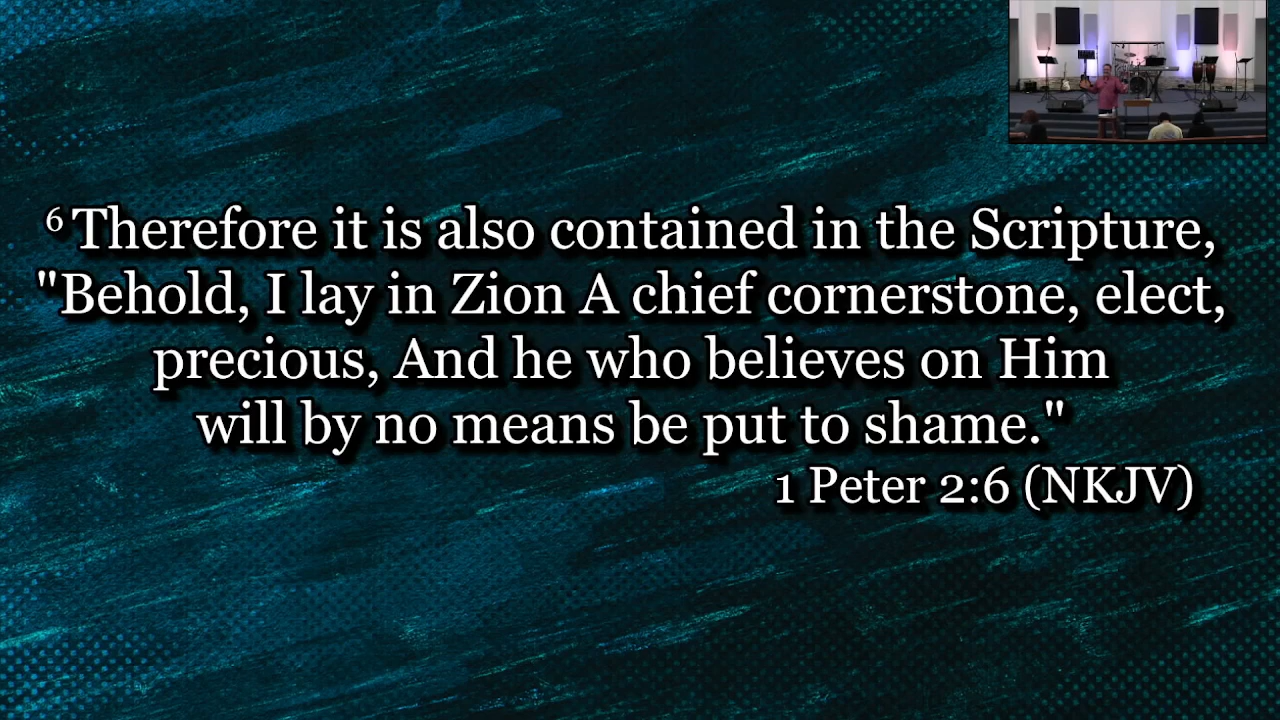 6 Therefore it is also contained in the Scripture,
"Behold, I lay in Zion A chief cornerstone, elect,
precious, And he who believes on Him
will by no means be put to shame."
1 Peter 2:6 (NKJV)